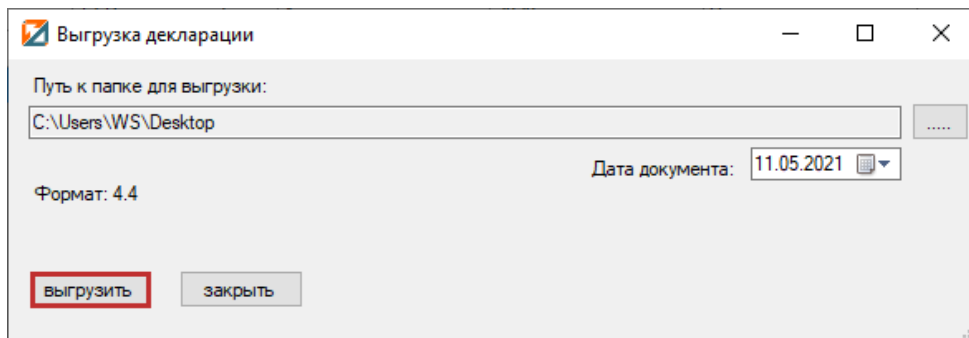 Выгрузка декларации
Путь к папке для выгрузки:
C:\Users\WS\Desktop
.....
Дата документа: 11.05.2021
Формат: 4.4
выгрузить закрыть